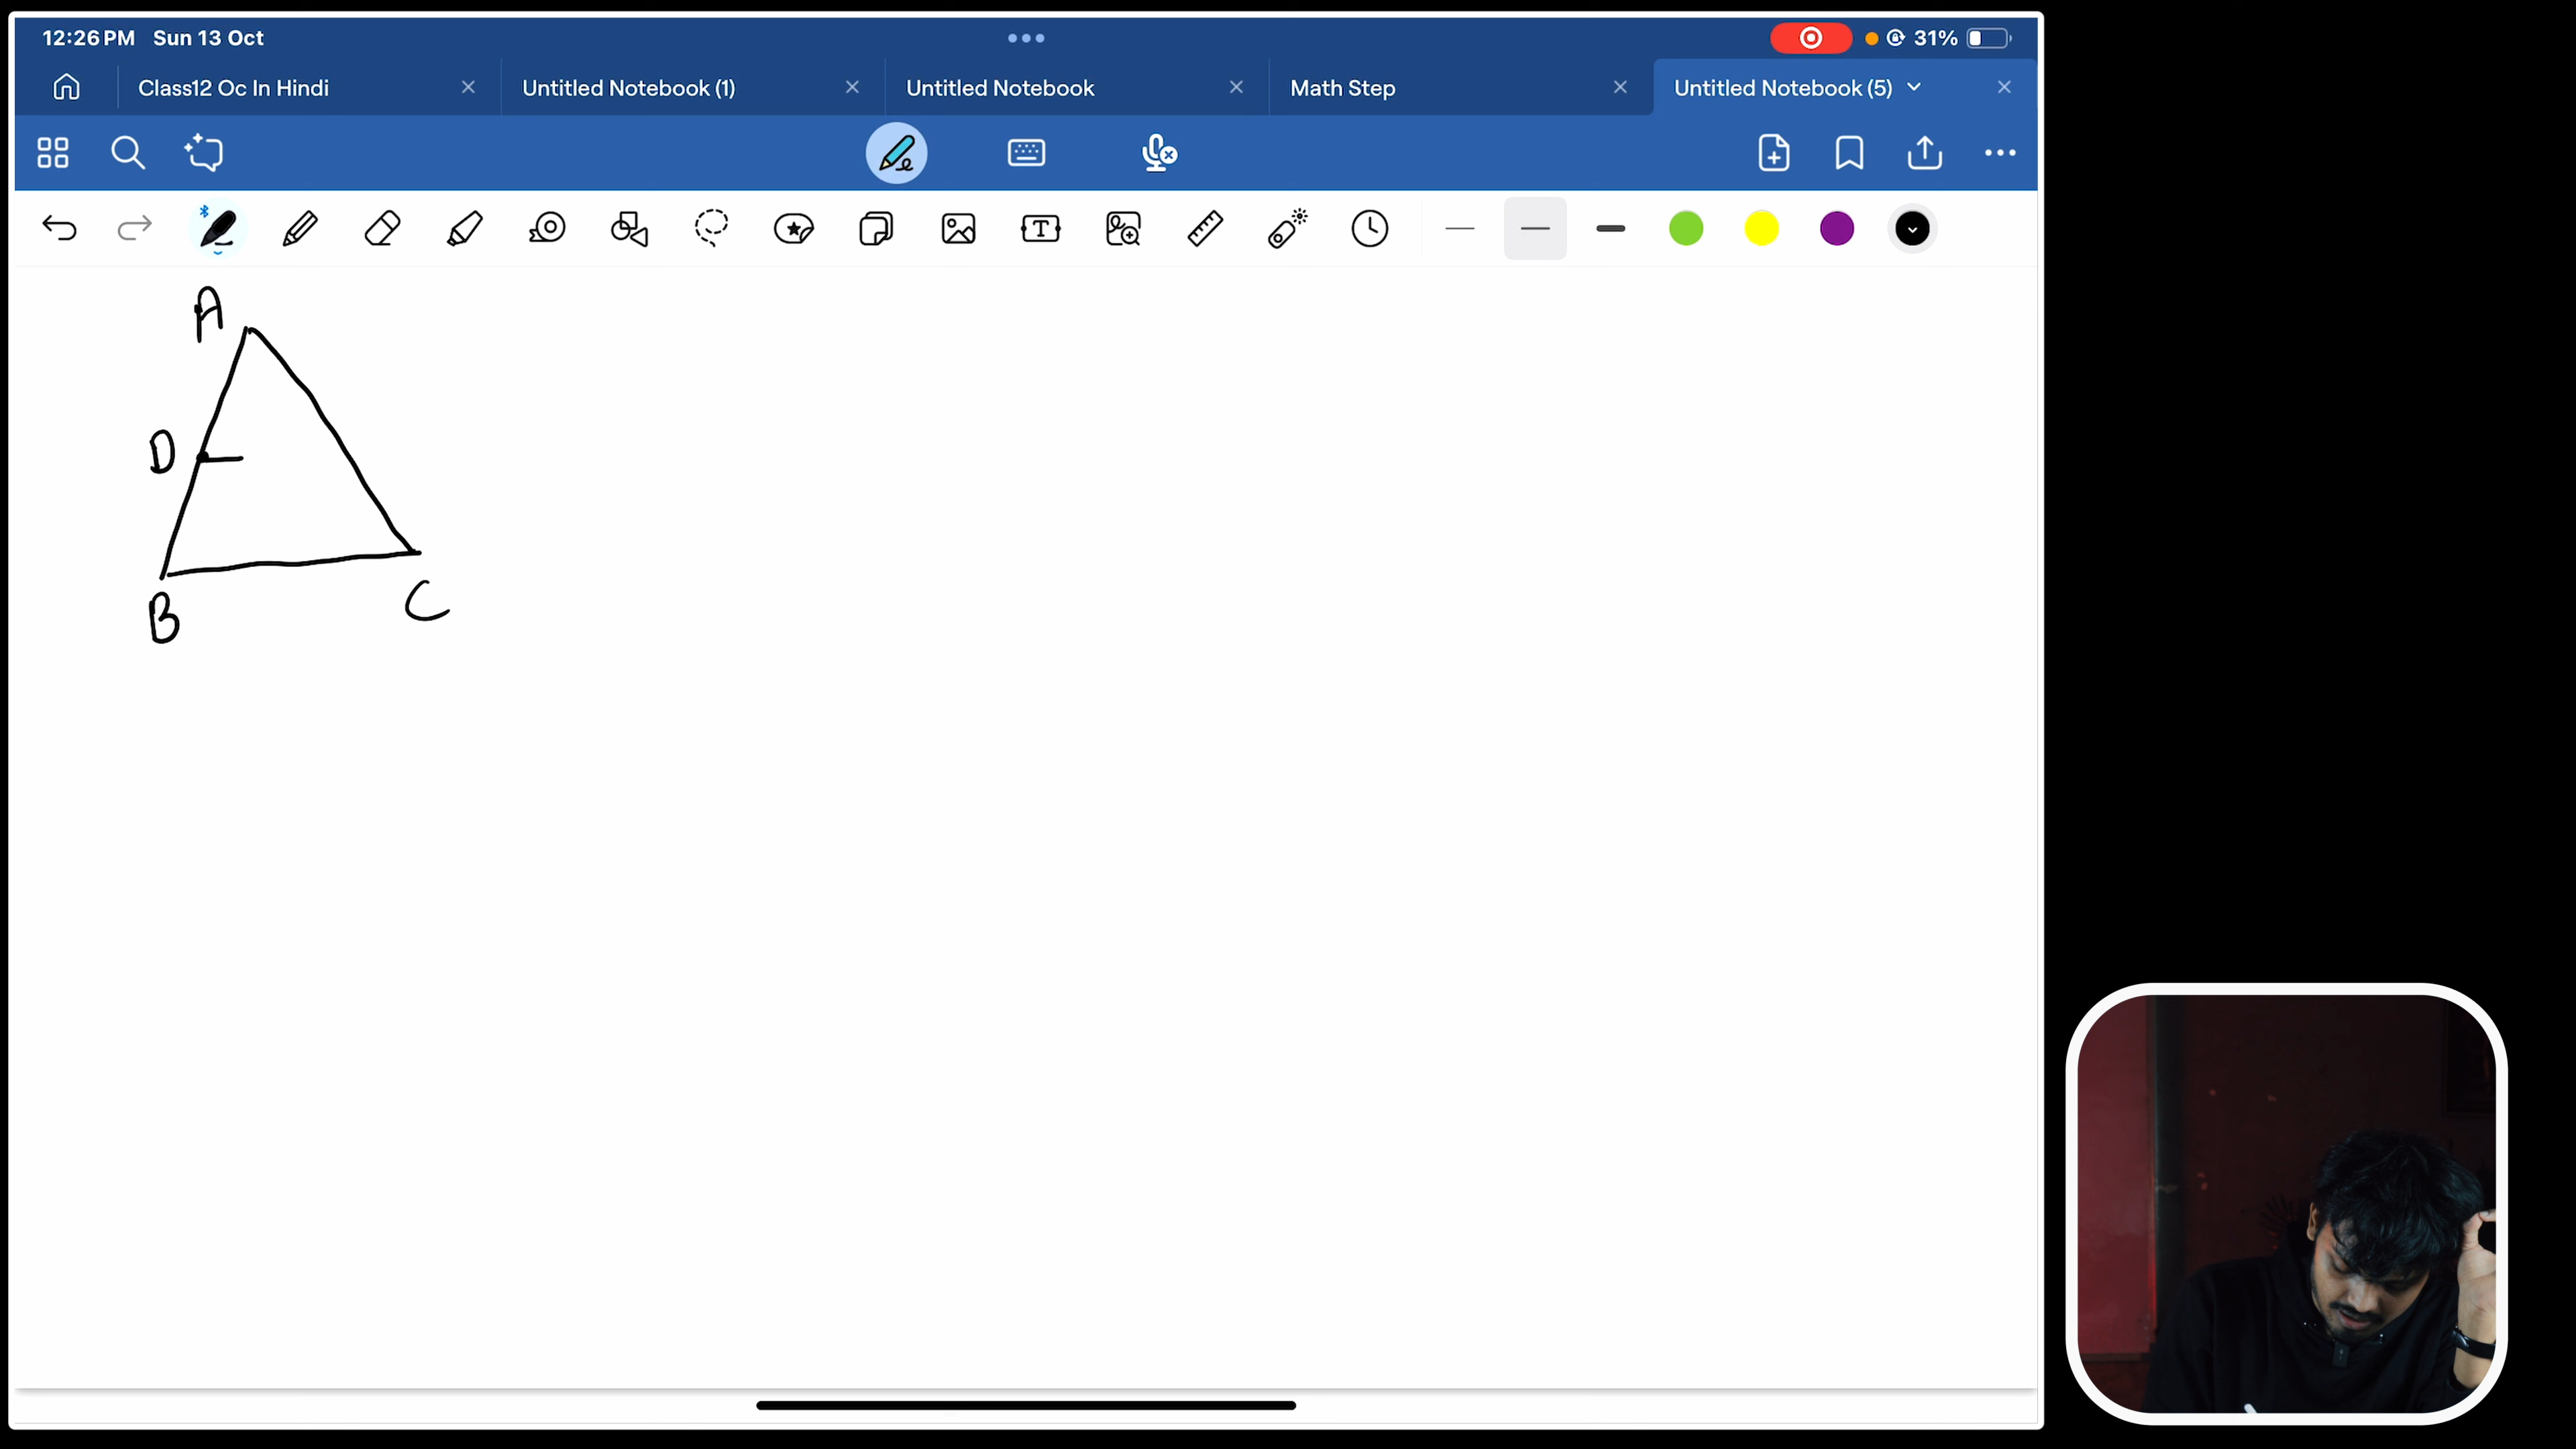 12:26 PM Sun 13 Oct 31%
Class12 Oc In Hindi Untitled Notebook (1) Untitled Notebook Math Step Untitled Notebook (5)
A
D
B
C